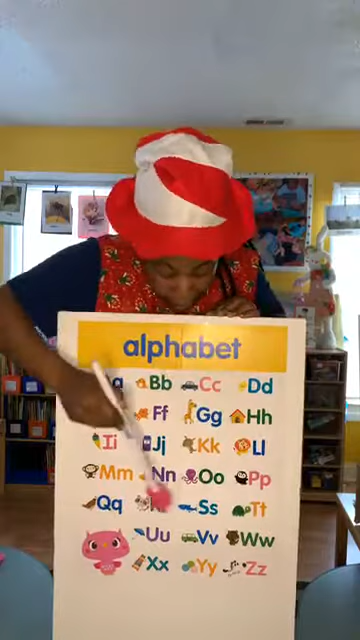 alphabet
Bb Cc Dd
Ff Gg Hh
Ii Jj Kk Ll
Mm Nn Oo Pp
Qq Ss Tt
Uu Vv Ww
Xx Yy Zz